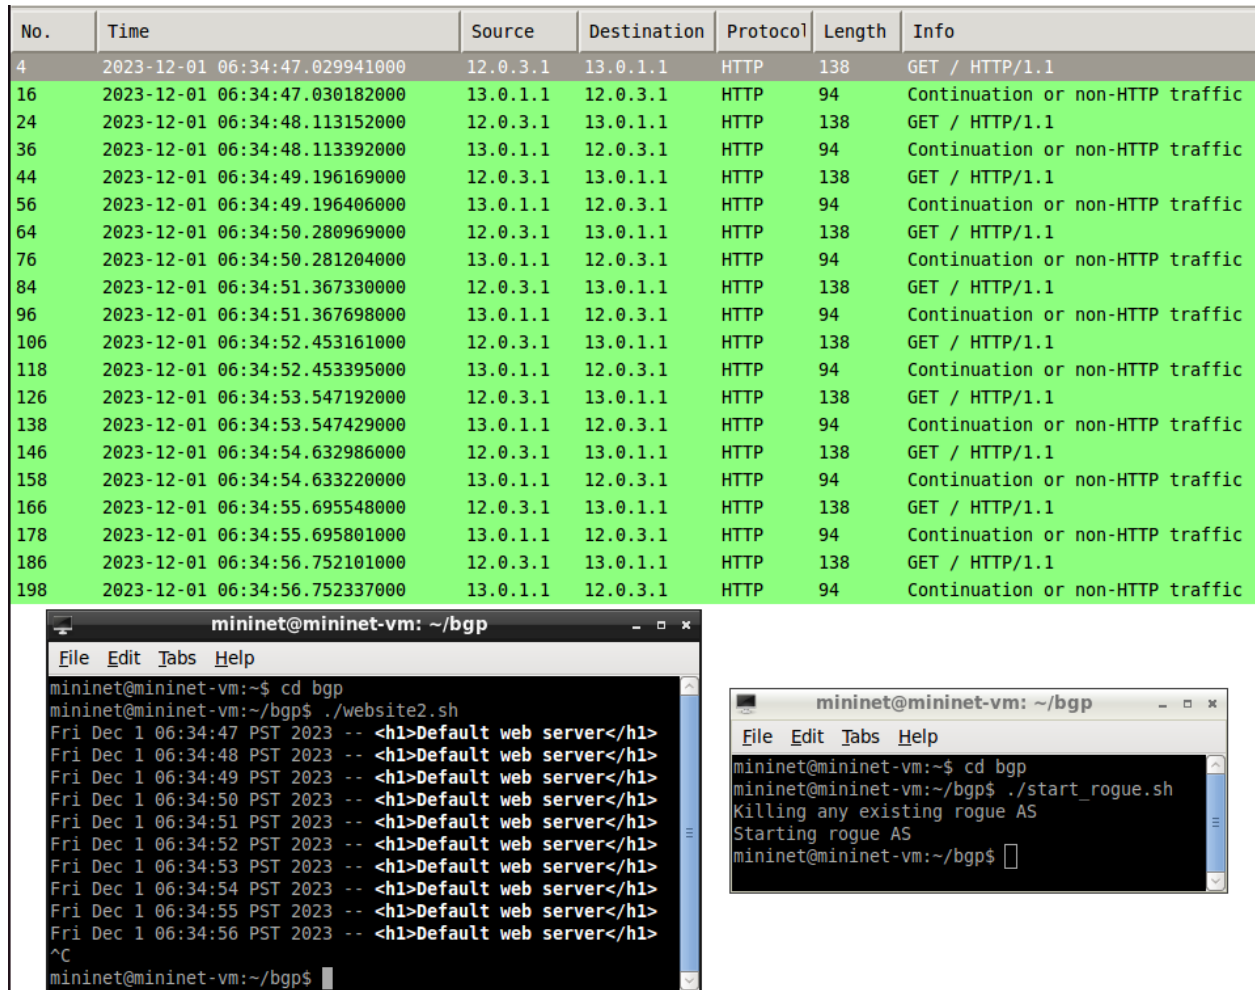 No. Time Source Destination Protocol Length Info
4 2023-12-01 06:34:47.029941000 12.0.3.1 13.0.1.1 HTTP 138 GET / HTTP/1.1
16 2023-12-01 06:34:47.030182000 13.0.1.1 12.0.3.1 HTTP 94 Continuation or non-HTTP traffic
24 2023-12-01 06:34:48.113152000 12.0.3.1 13.0.1.1 HTTP 138 GET / HTTP/1.1
36 2023-12-01 06:34:48.113392000 13.0.1.1 12.0.3.1 HTTP 94 Continuation or non-HTTP traffic
44 2023-12-01 06:34:49.196169000 12.0.3.1 13.0.1.1 HTTP 138 GET / HTTP/1.1
56 2023-12-01 06:34:49.196406000 13.0.1.1 12.0.3.1 HTTP 94 Continuation or non-HTTP traffic
64 2023-12-01 06:34:50.280969000 12.0.3.1 13.0.1.1 HTTP 138 GET / HTTP/1.1
76 2023-12-01 06:34:50.281204000 13.0.1.1 12.0.3.1 HTTP 94 Continuation or non-HTTP traffic
84 2023-12-01 06:34:51.367330000 12.0.3.1 13.0.1.1 HTTP 138 GET / HTTP/1.1
96 2023-12-01 06:34:51.367698000 13.0.1.1 12.0.3.1 HTTP 94 Continuation or non-HTTP traffic
106 2023-12-01 06:34:52.453161000 12.0.3.1 13.0.1.1 HTTP 138 GET / HTTP/1.1
118 2023-12-01 06:34:52.453395000 13.0.1.1 12.0.3.1 HTTP 94 Continuation or non-HTTP traffic
126 2023-12-01 06:34:53.547192000 12.0.3.1 13.0.1.1 HTTP 138 GET / HTTP/1.1
138 2023-12-01 06:34:53.547429000 13.0.1.1 12.0.3.1 HTTP 94 Continuation or non-HTTP traffic
146 2023-12-01 06:34:54.632986000 12.0.3.1 13.0.1.1 HTTP 138 GET / HTTP/1.1
158 2023-12-01 06:34:54.633220000 13.0.1.1 12.0.3.1 HTTP 94 Continuation or non-HTTP traffic
166 2023-12-01 06:34:55.695548000 12.0.3.1 13.0.1.1 HTTP 138 GET / HTTP/1.1
178 2023-12-01 06:34:55.695801000 13.0.1.1 12.0.3.1 HTTP 94 Continuation or non-HTTP traffic
186 2023-12-01 06:34:56.752101000 12.0.3.1 13.0.1.1 HTTP 138 GET / HTTP/1.1
198 2023-12-01 06:34:56.752337000 13.0.1.1 12.0.3.1 HTTP 94 Continuation or non-HTTP traffic
mininet@mininet-vm: ~/bgp
File Edit Tabs Help
mininet@mininet-vm:~$ cd bgp
mininet@mininet-vm:~/bgp$ ./website2.sh
Fri Dec 1 06:34:47 PST 2023 -- <h1>Default web server</h1>
Fri Dec 1 06:34:48 PST 2023 -- <h1>Default web server</h1>
Fri Dec 1 06:34:49 PST 2023 -- <h1>Default web server</h1>
Fri Dec 1 06:34:50 PST 2023 -- <h1>Default web server</h1>
Fri Dec 1 06:34:51 PST 2023 -- <h1>Default web server</h1>
Fri Dec 1 06:34:52 PST 2023 -- <h1>Default web server</h1>
Fri Dec 1 06:34:53 PST 2023 -- <h1>Default web server</h1>
Fri Dec 1 06:34:54 PST 2023 -- <h1>Default web server</h1>
Fri Dec 1 06:34:55 PST 2023 -- <h1>Default web server</h1>
Fri Dec 1 06:34:56 PST 2023 -- <h1>Default web server</h1>
^C
mininet@mininet-vm:~/bgp$
mininet@mininet-vm: ~/bgp
File Edit Tabs Help
mininet@mininet-vm:~$ cd bgp
mininet@mininet-vm:~/bgp$ ./start_rogue.sh
Killing any existing rogue AS
Starting rogue AS
mininet@mininet-vm:~/bgp$